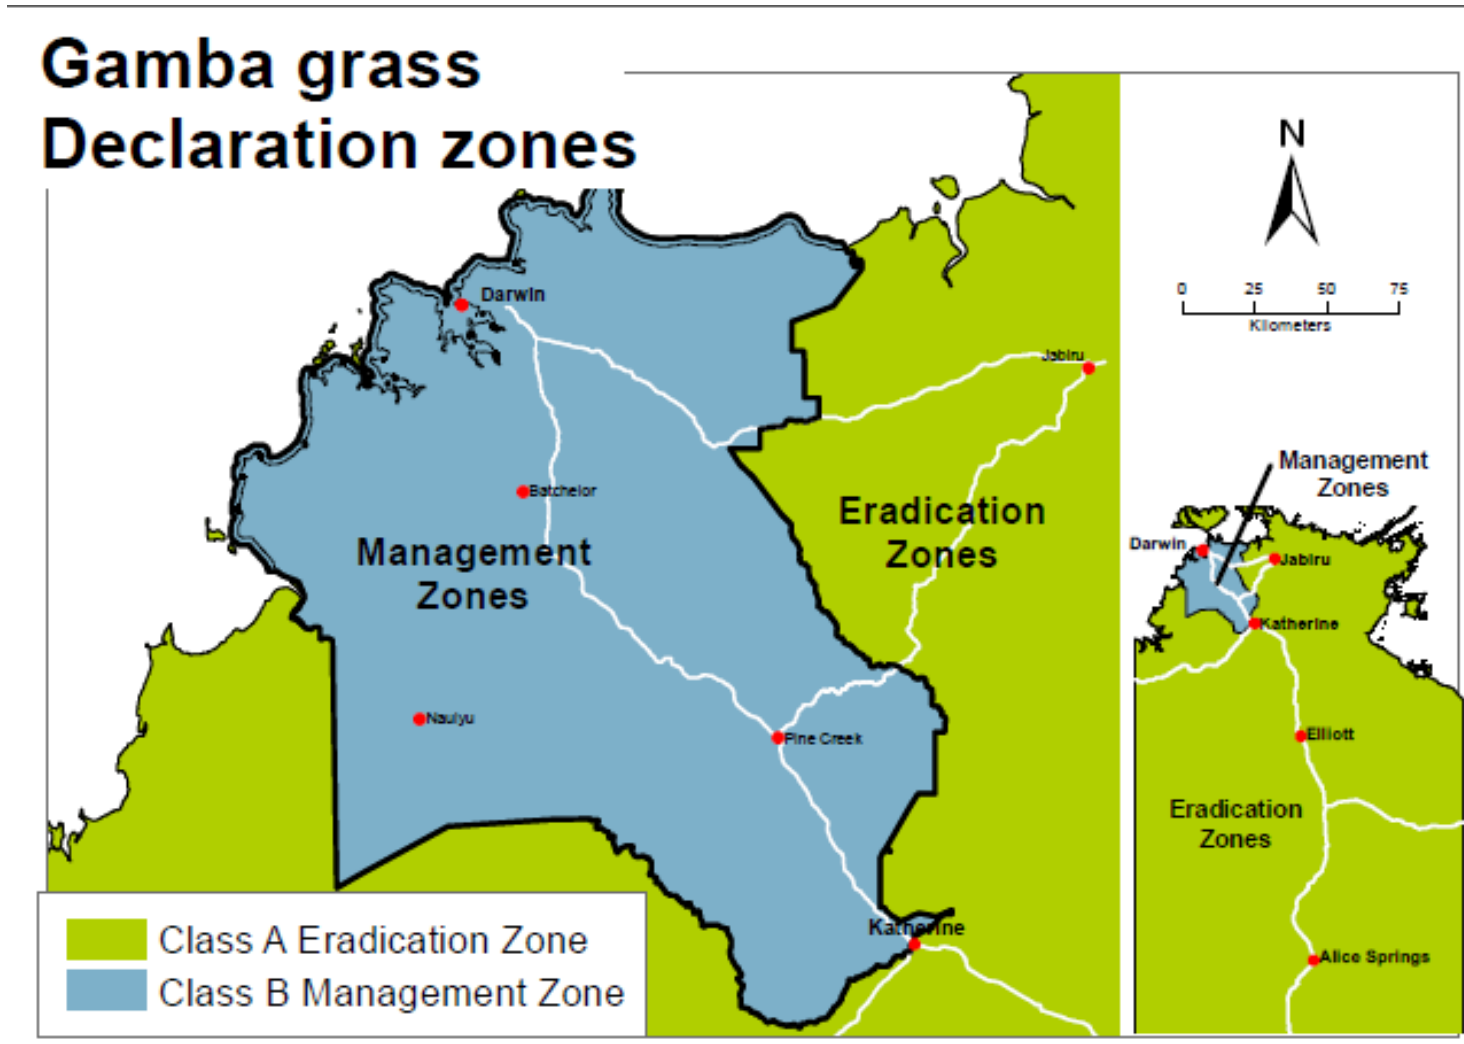 Gamba grass
Declaration zones
N
0 25 50 75
Kilometers
Darwin
Jabiru
Batchelor
Eradication
Zones
Management
Zones
Naulyu
Pine Creek
Katherine
Management
Zones
Darwin
Jabiru
Katherine
Elliott
Eradication
Zones
Alice Springs
Class A Eradication Zone
Class B Management Zone